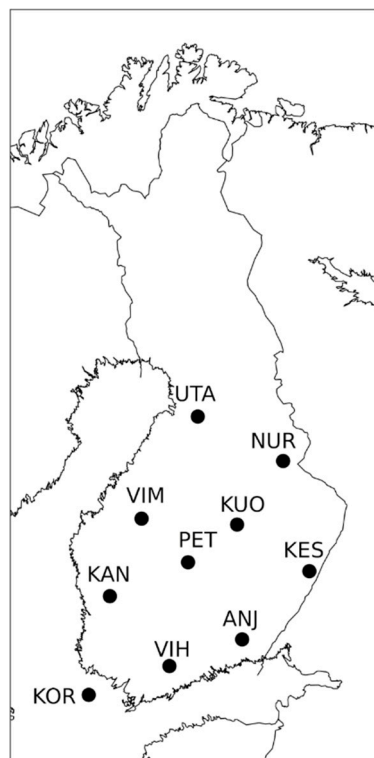 UTA
NUR
VIM
KUO
PET
KES
KAN
ANJ
VIH
KOR